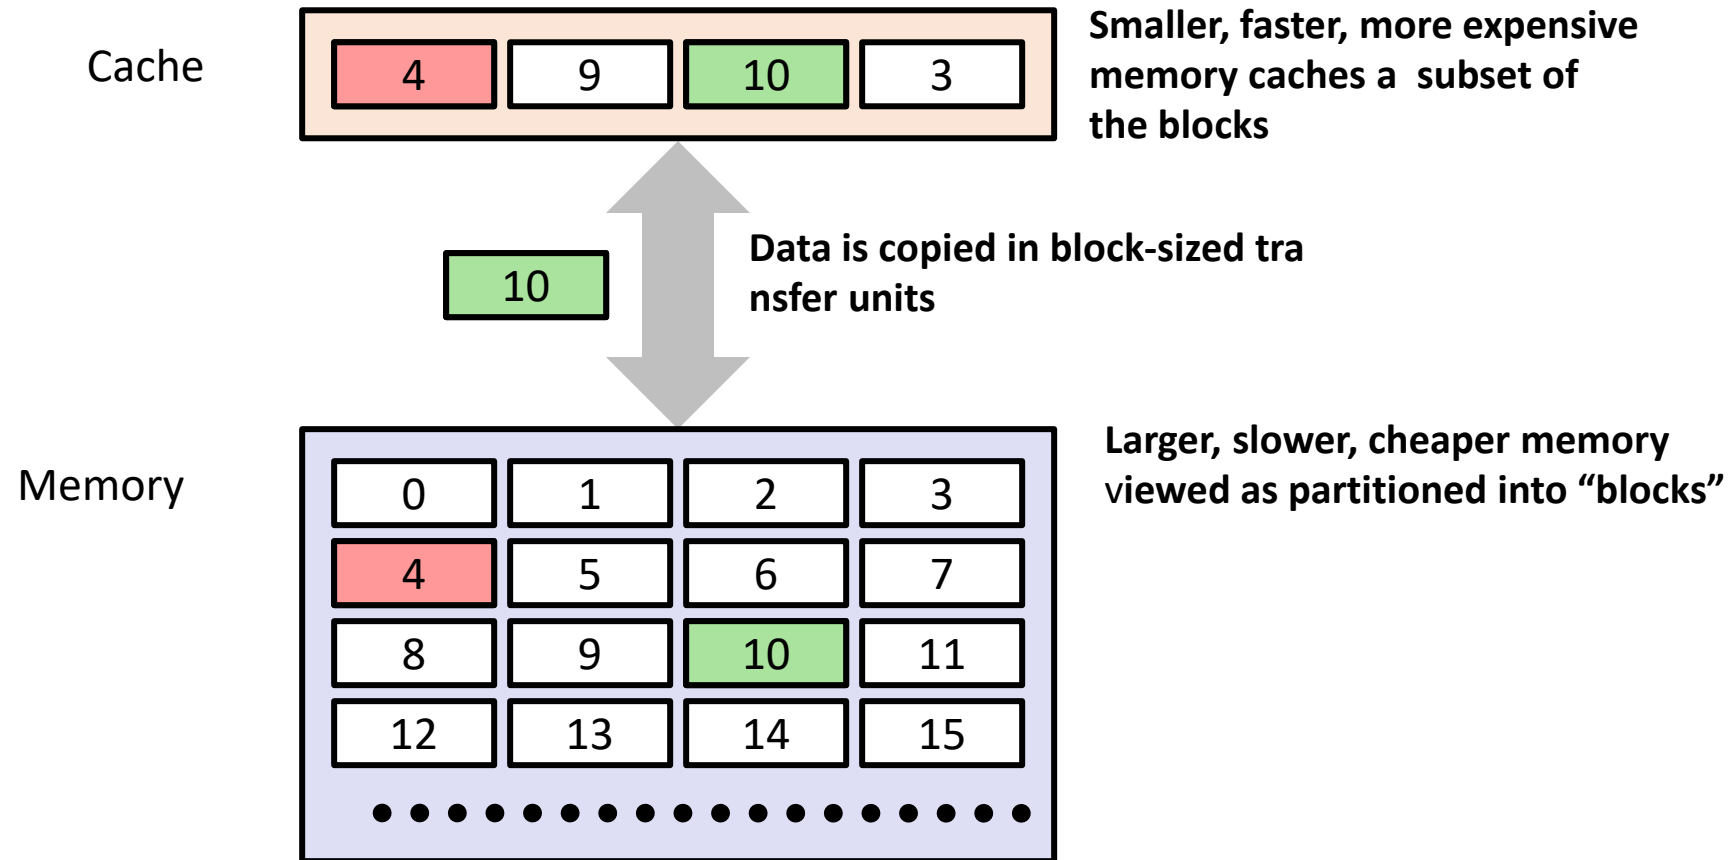 Cache
4 9 10 3
Smaller, faster, more expensive
memory caches a  subset of
the blocks
10
Data is copied in block-sized tra
nsfer units
Memory
Larger, slower, cheaper memory
viewed as partitioned into “blocks”
0 1 2 3
4 5 6 7
8 9 10 11
12 13 14 15